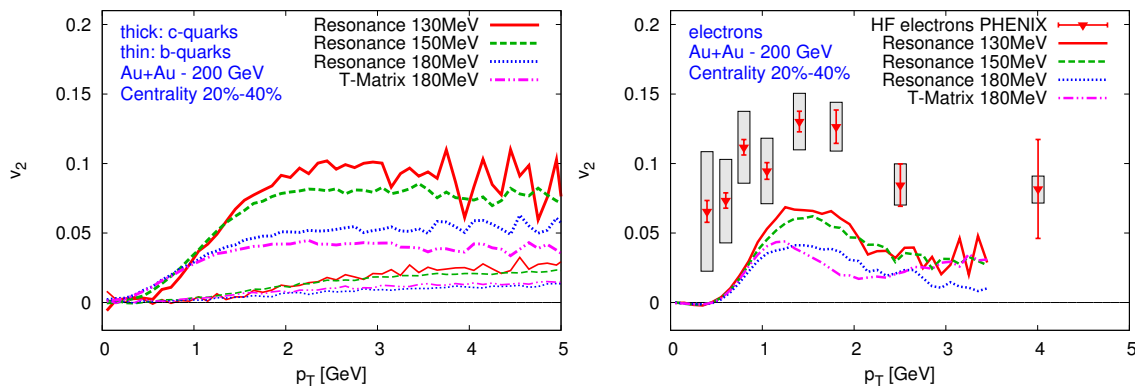 0.2
0.15
0.1
0.05
0
v2
thick: c-quarks
thin: b-quarks
Au+Au - 200 GeV
Centrality 20%-40%
Resonance 130MeV
Resonance 150MeV
Resonance 180MeV
T-Matrix 180MeV
0 1 2 3 4 5
pT [GeV]
0.2
0.15
0.1
0.05
0
v2
electrons
Au+Au - 200 GeV
Centrality 20%-40%
HF electrons PHENIX
Resonance 130MeV
Resonance 150MeV
Resonance 180MeV
T-Matrix 180MeV
0 1 2 3 4 5
pT [GeV]